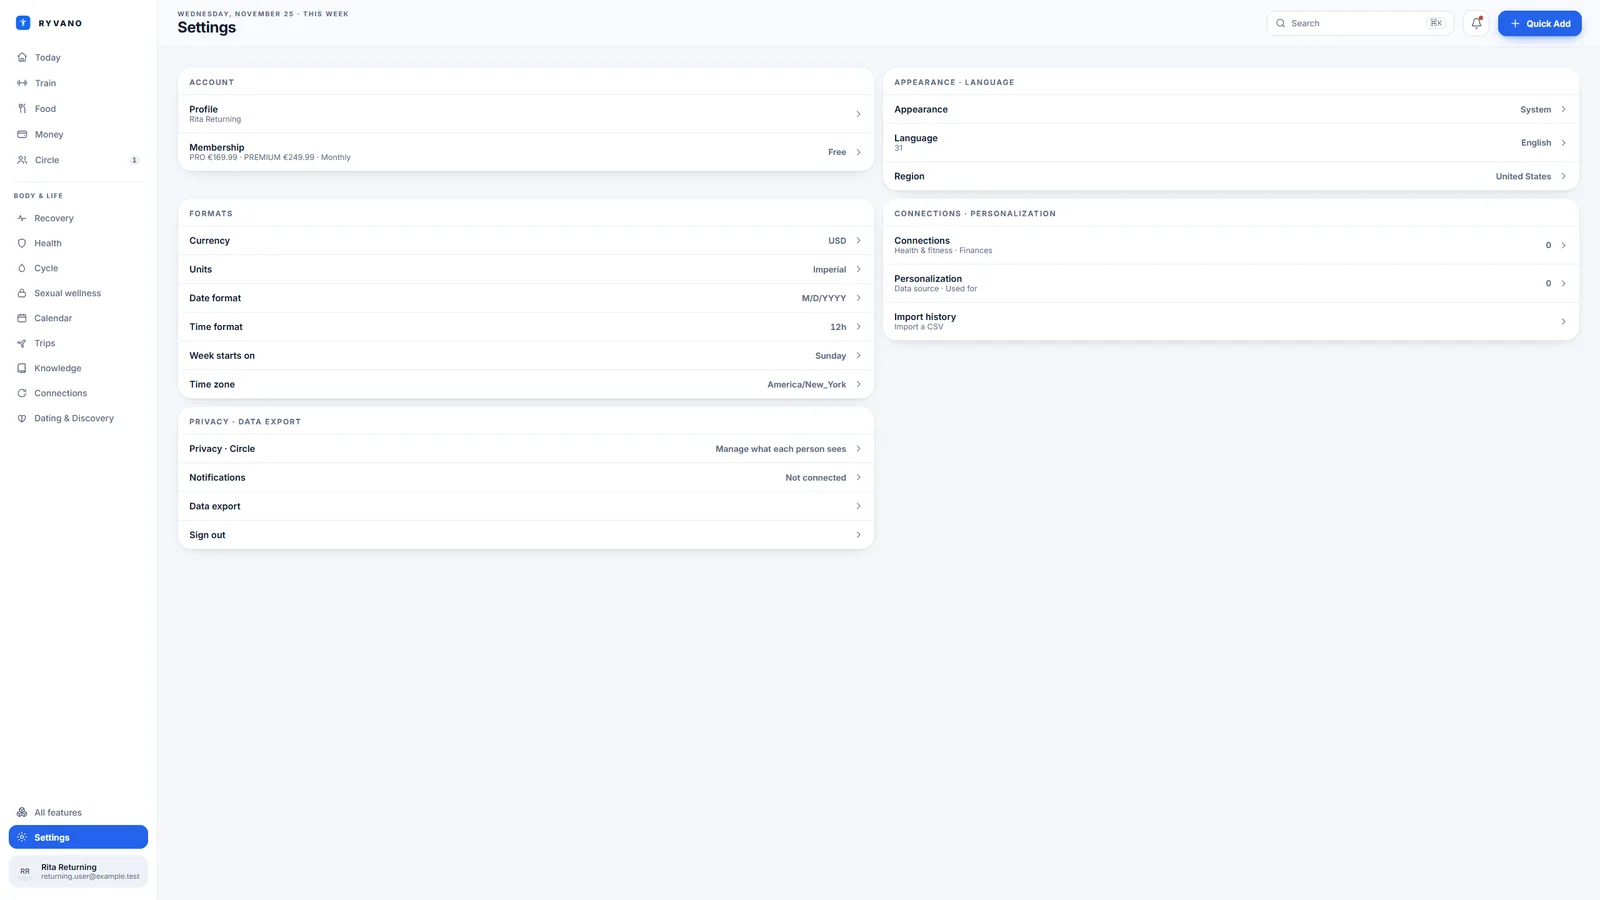 RYVANO
Today
Train
Food
Money
Circle 1
BODY & LIFE
Recovery
Health
Cycle
Sexual wellness
Calendar
Trips
Knowledge
Connections
Dating & Discovery
All features
Settings
RR
Rita Returning
returning.user@example.test
WEDNESDAY, NOVEMBER 25 · THIS WEEK
Settings
Search ⌘K
Quick Add
ACCOUNT
Profile
Rita Returning
Membership
PRO €169.99 · PREMIUM €249.99 · Monthly
Free
APPEARANCE · LANGUAGE
Appearance System
Language
31
English
Region United States
FORMATS
Currency USD
Units Imperial
Date format M/D/YYYY
Time format 12h
Week starts on Sunday
Time zone America/New_York
CONNECTIONS · PERSONALIZATION
Connections
Health & fitness · Finances
0
Personalization
Data source · Used for
0
Import history
Import a CSV
PRIVACY · DATA EXPORT
Privacy · Circle Manage what each person sees
Notifications Not connected
Data export
Sign out